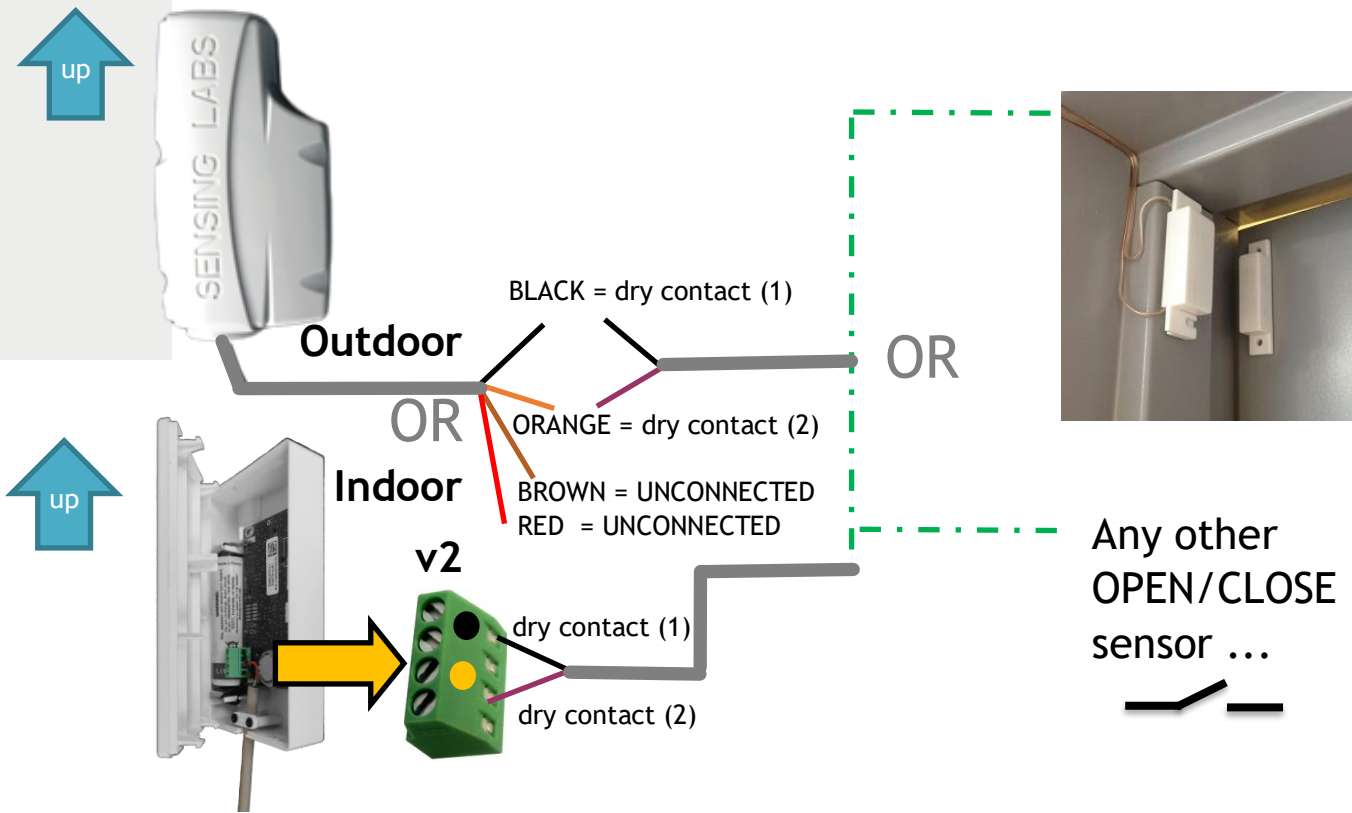 up
SENSING LABS
BLACK = dry contact (1)
Outdoor
OR
OR
ORANGE = dry contact (2)
up
Indoor
BROWN = UNCONNECTED
RED = UNCONNECTED
v2
dry contact (1)
dry contact (2)
Any other
OPEN/CLOSE
sensor ...